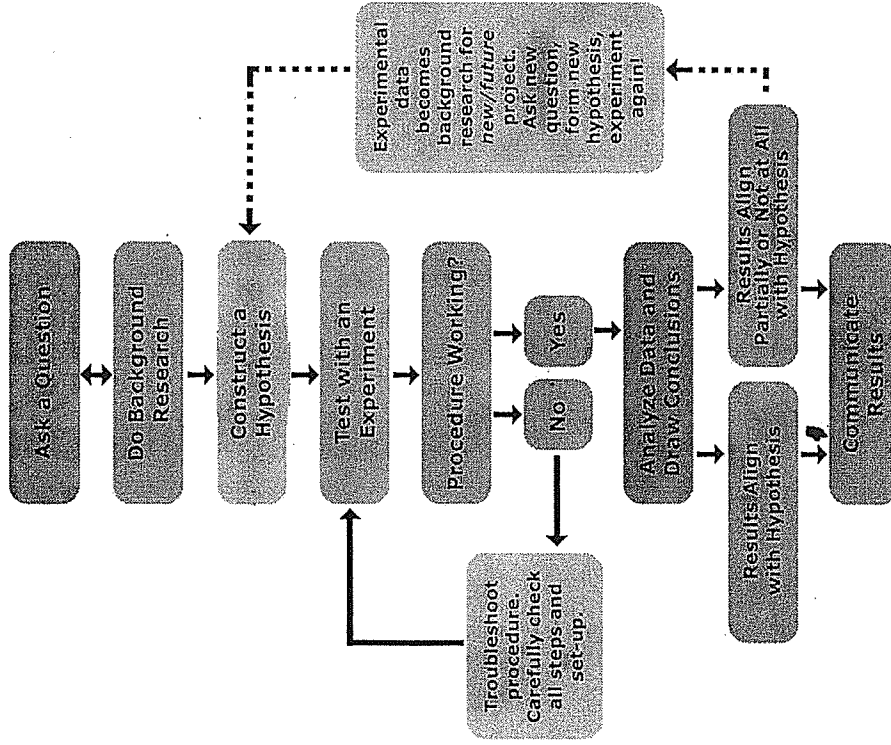 Ask a Question
Do Background
Research
Construct a
Hypothesis
Test with an
Experiment
Procedure Working?
No
Yes
Troubleshoot
procedure.
Carefully check
all steps and
set-up.
Analyze Data and
Draw Conclusions
Results Align
with Hypothesis
Results Align
Partially or Not at All
with Hypothesis
Communicate
Results
Experimental
data
becomes
background
research for
new//future
project.
Ask new
question,
form new
hypothesis,
experiment
again!